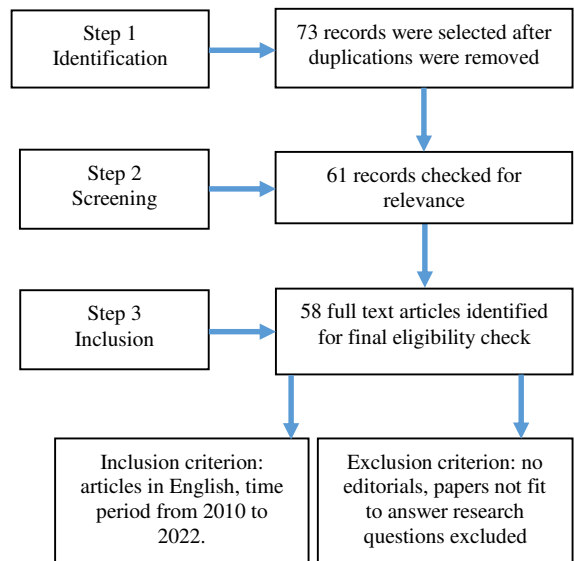 Step 1
Identification
73 records were selected after
duplications were removed
Step 2
Screening
61 records checked for
relevance
Step 3
Inclusion
58 full text articles identified
for final eligibility check
Inclusion criterion:
articles in English, time
period from 2010 to
2022.
Exclusion criterion: no
editorials, papers not fit
to answer research
questions excluded